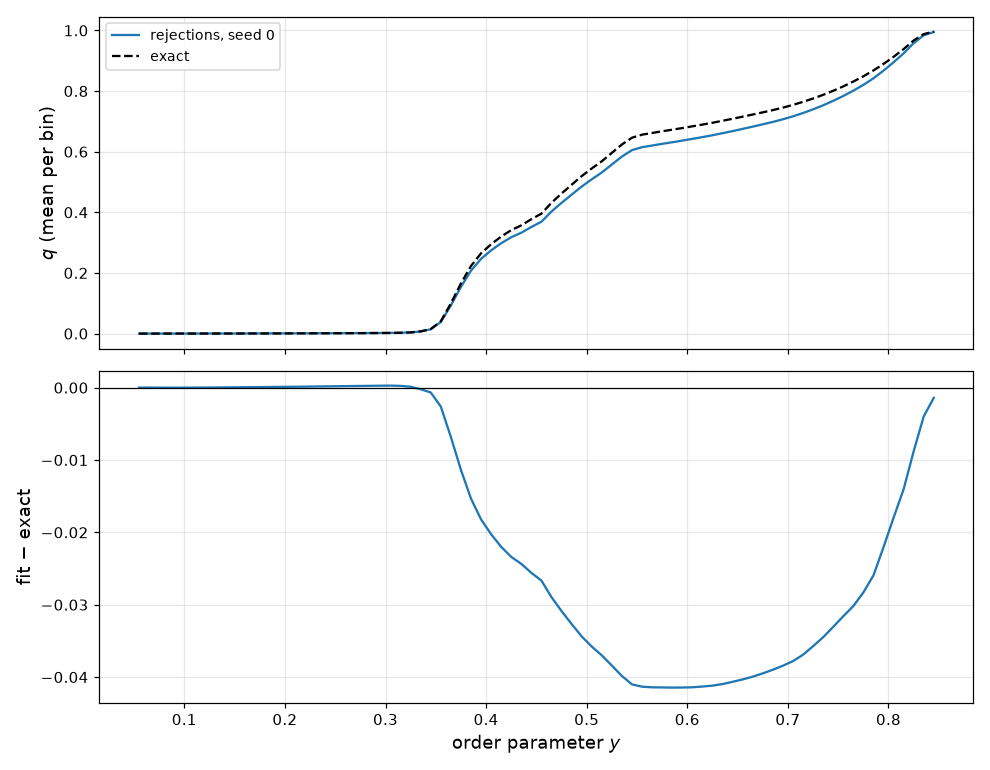 1.0
0.8
0.6
0.4
0.2
0.0
q (mean per bin)
rejections, seed 0
exact
0.00
−0.01
−0.02
−0.03
−0.04
fit − exact
0.1 0.2 0.3 0.4 0.5 0.6 0.7 0.8
order parameter y